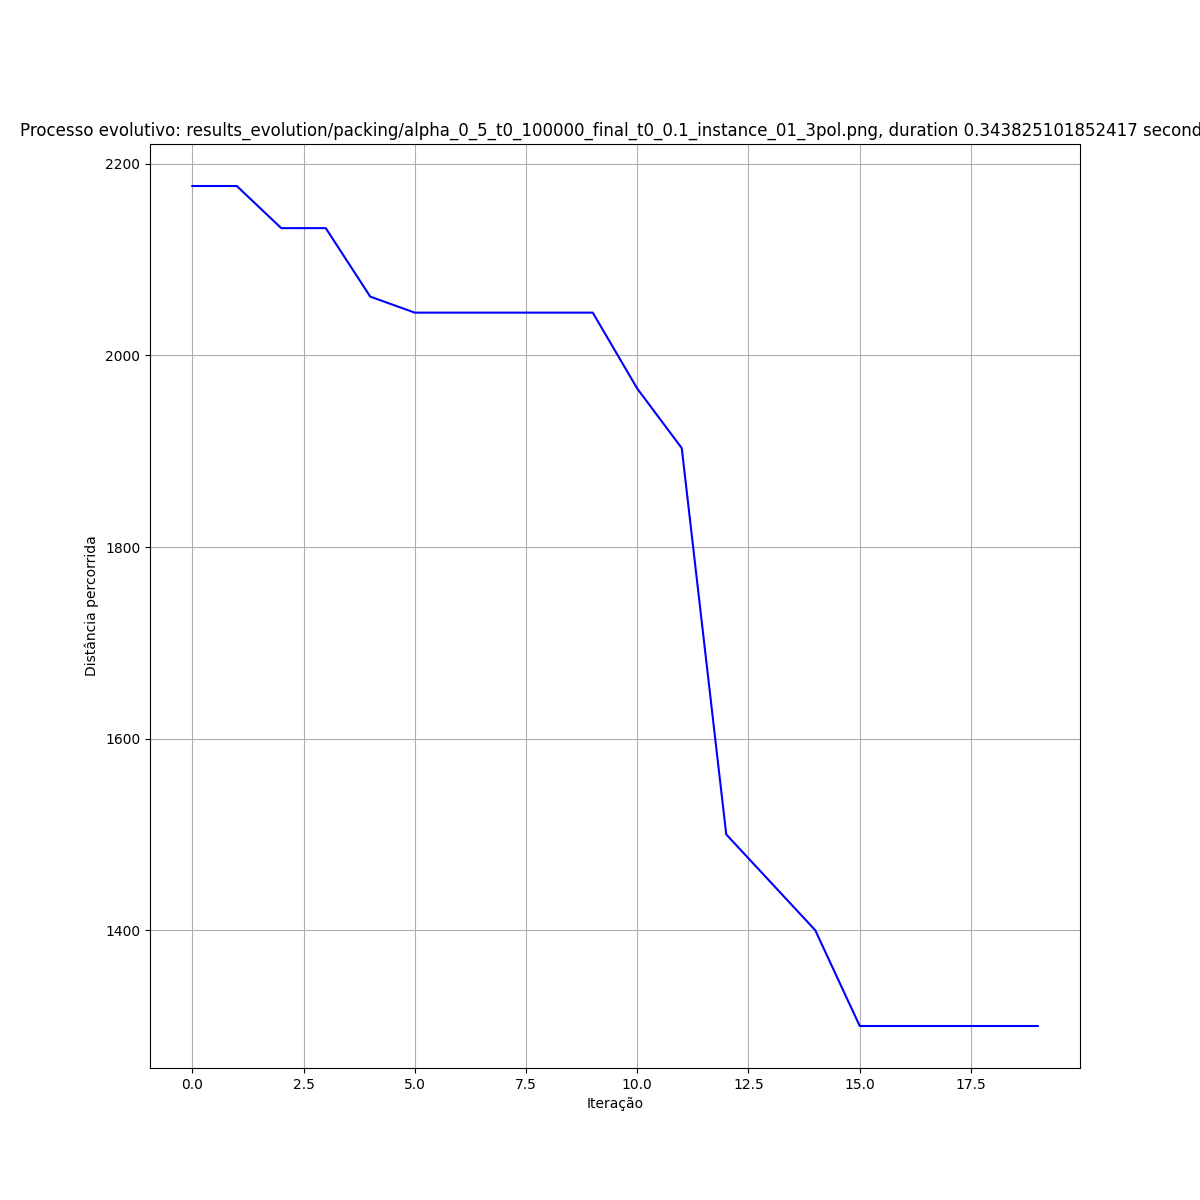 Processo evolutivo: results_evolution/packing/alpha_0_5_t0_100000_final_t0_0.1_instance_01_3pol.png, duration 0.343825101852417 second
2200
2000
1800
1600
1400
Distância percorrida
0.0 2.5 5.0 7.5 10.0 12.5 15.0 17.5
Iteração